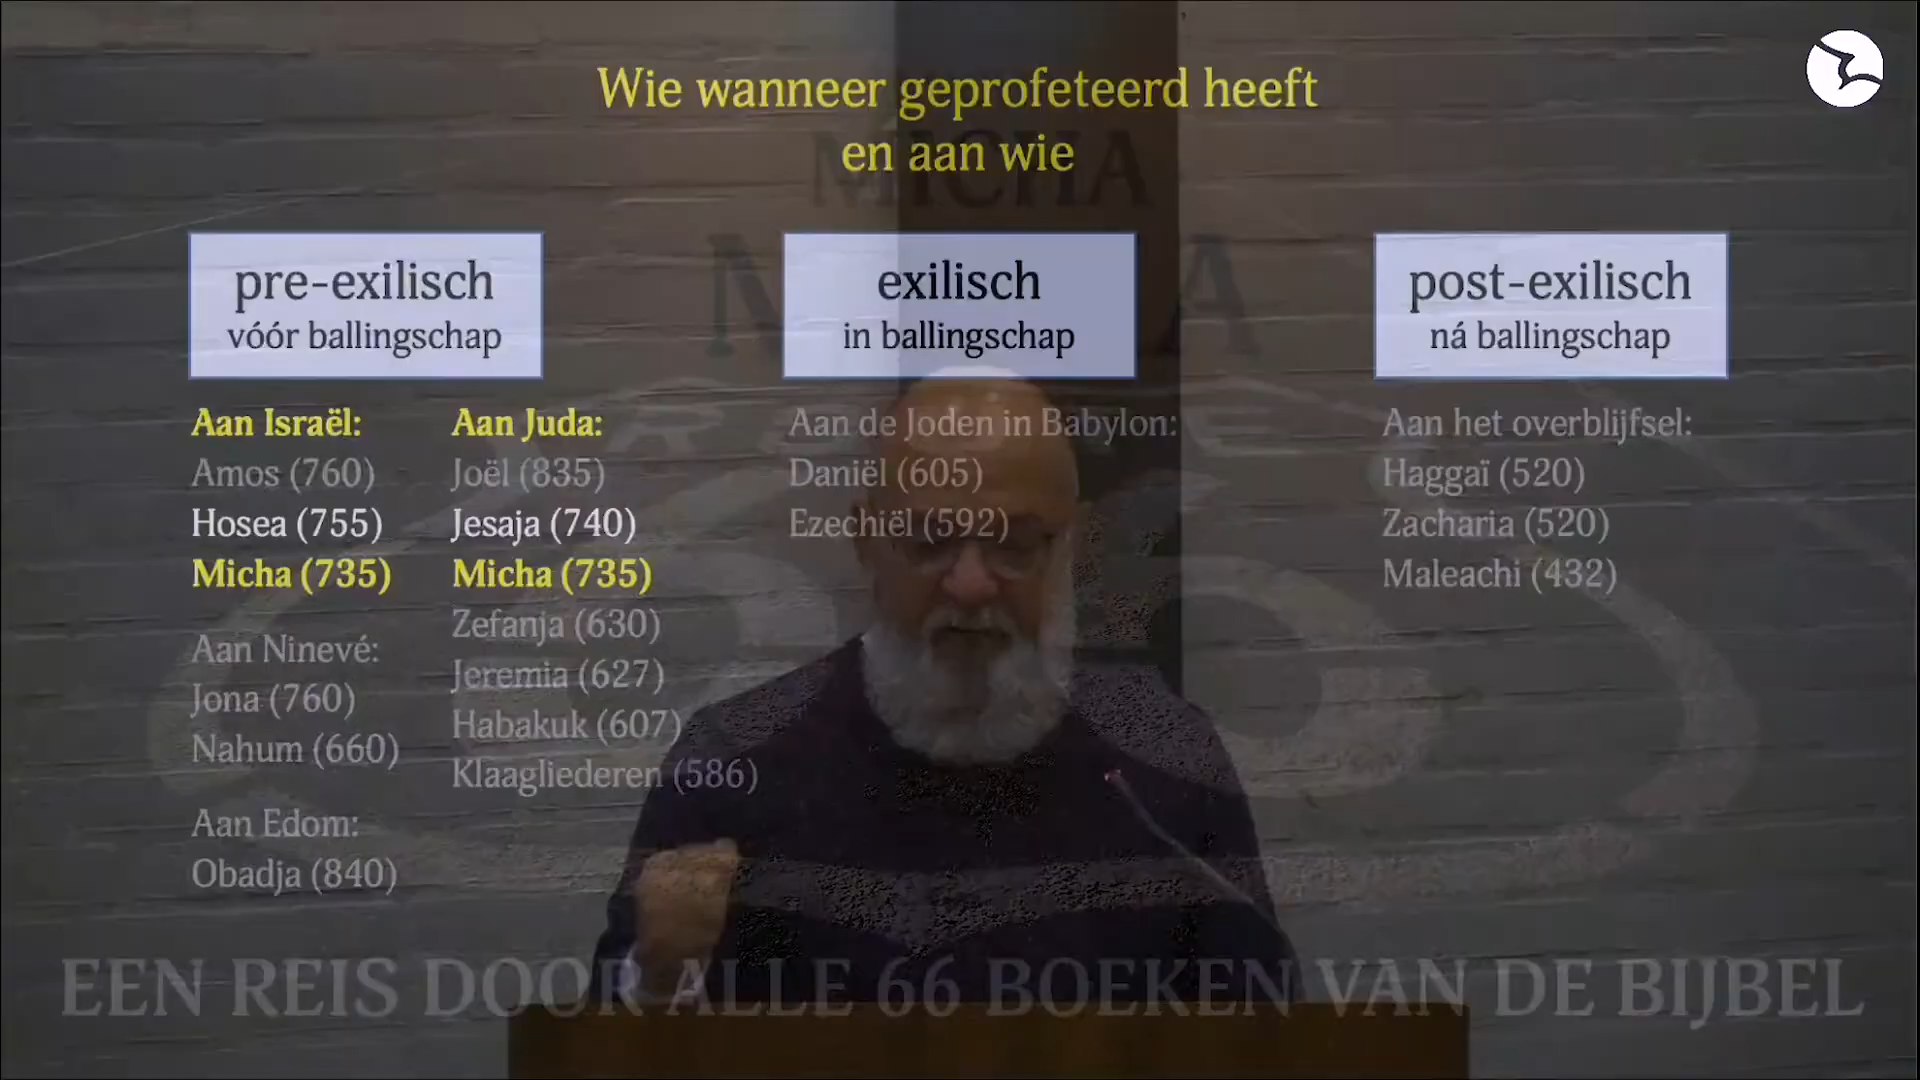 Wie wanneer geprofeteerd heeft
en aan wie
MICHA
pre-exilisch
vóór ballingschap
Aan Israël:
Amos (760)
Hosea (755)
Micha (735)
Aan Ninevé:
Jona (760)
Nahum (660)
Aan Edom:
Obadja (840)
Aan Juda:
Joël (835)
Jesaja (740)
Micha (735)
Zefanja (630)
Jeremia (627)
Habakuk (607)
Klaagliederen (586)
exilisch
in ballingschap
Aan de Joden in Babylon:
Daniël (605)
Ezechiël (592)
post-exilisch
ná ballingschap
Aan het overblijfsel:
Haggaï (520)
Zacharia (520)
Maleachi (432)
EEN REIS DOOR ALLE 66 BOEKEN VAN DE BIJBEL